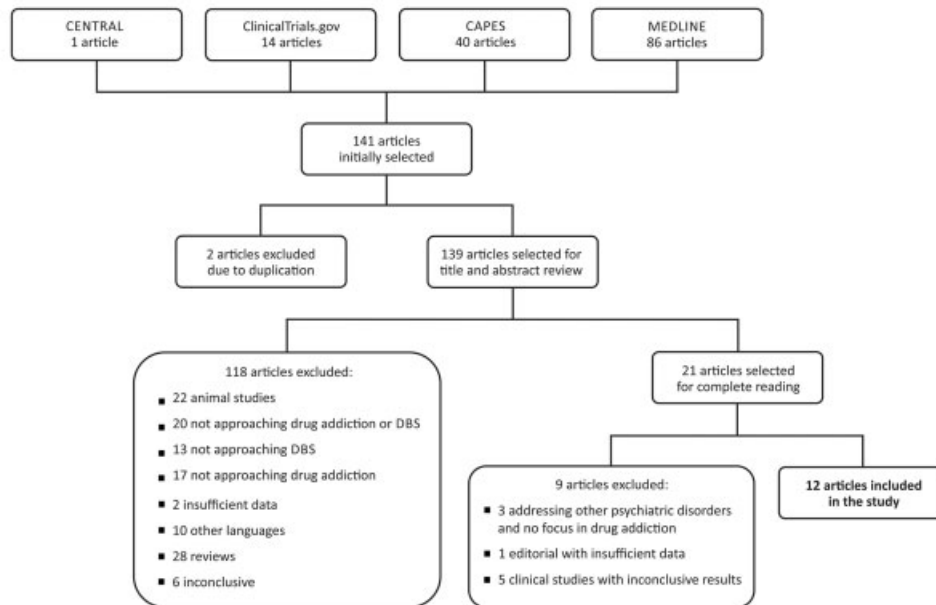 CENTRAL
1 article
ClinicalTrials.gov
14 articles
CAPES
40 articles
MEDLINE
86 articles
141 articles
initially selected
2 articles excluded
due to duplication
139 articles selected for
title and abstract review
118 articles excluded:
▪ 22 animal studies
▪ 20 not approaching drug addiction or DBS
▪ 13 not approaching DBS
▪ 17 not approaching drug addiction
▪ 2 insufficient data
▪ 10 other languages
▪ 28 reviews
▪ 6 inconclusive
21 articles selected
for complete reading
9 articles excluded:
▪ 3 addressing other psychiatric disorders
and no focus in drug addiction
▪ 1 editorial with insufficient data
▪ 5 clinical studies with inconclusive results
12 articles included
in the study